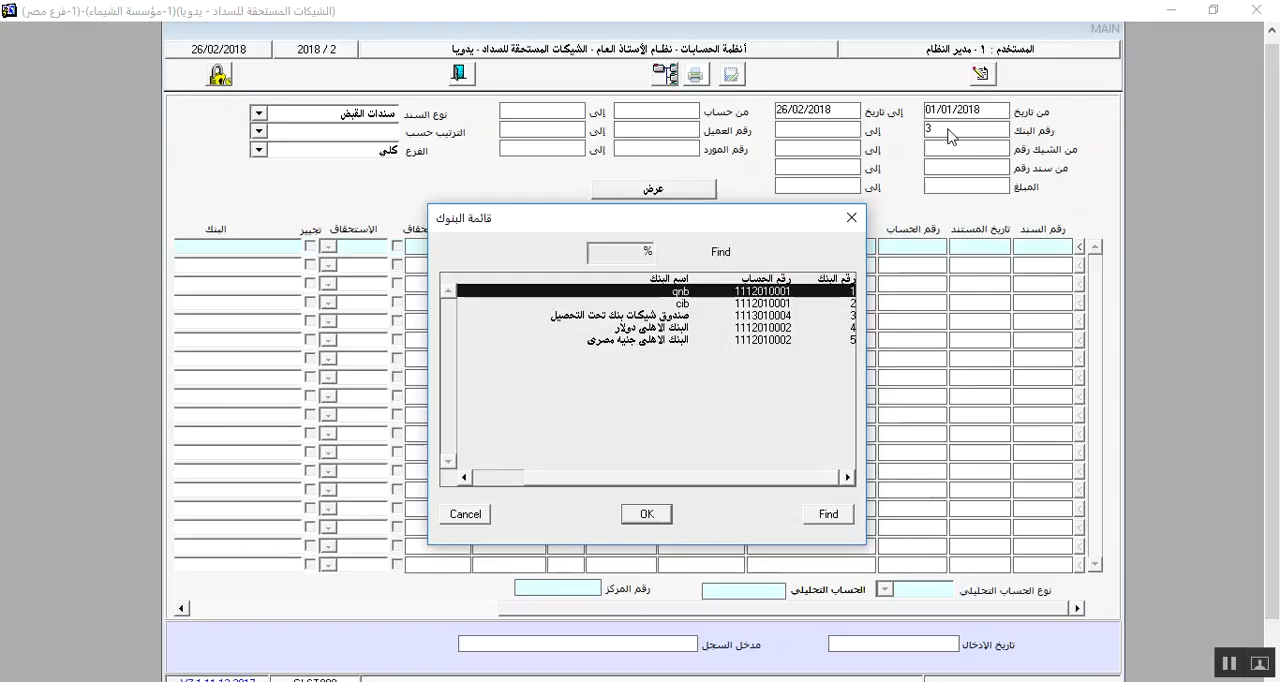 (الشيكات المستحقة للسداد - يدويا)(1-مؤسسة الشيماء)-(1-فرع مصر)
MAIN
المستخدم : 1 - مدير النظام
أنظمة الحسابات - نظام الأستاذ العام - الشيكات المستحقة للسداد - يدويا
2 / 2018
26/02/2018
من تاريخ 01/01/2018 إلى تاريخ 26/02/2018 من حساب إلى نوع السند سندات القبض
رقم البنك 3 إلى رقم العميل إلى الترتيب حسب
من الشيك رقم إلى رقم المورد إلى الفرع كلي
من سند رقم إلى
المبلغ إلى
عرض
رقم السند تاريخ المستند رقم الحساب الإستحقاق تجيير البنك
قائمة البنوك
Find %
رقم البنك رقم الحساب اسم البنك
1 1112010001 qnb
2 1112010001 cib
3 1113010004 صندوق شيكات بنك تحت التحصيل
4 1112010002 البنك الاهلى دولار
5 1112010002 البنك الاهلى جنيه مصرى
Cancel OK Find
نوع الحساب التحليلي الحساب التحليلى رقم المركز
تاريخ الادخال مدخل السجل